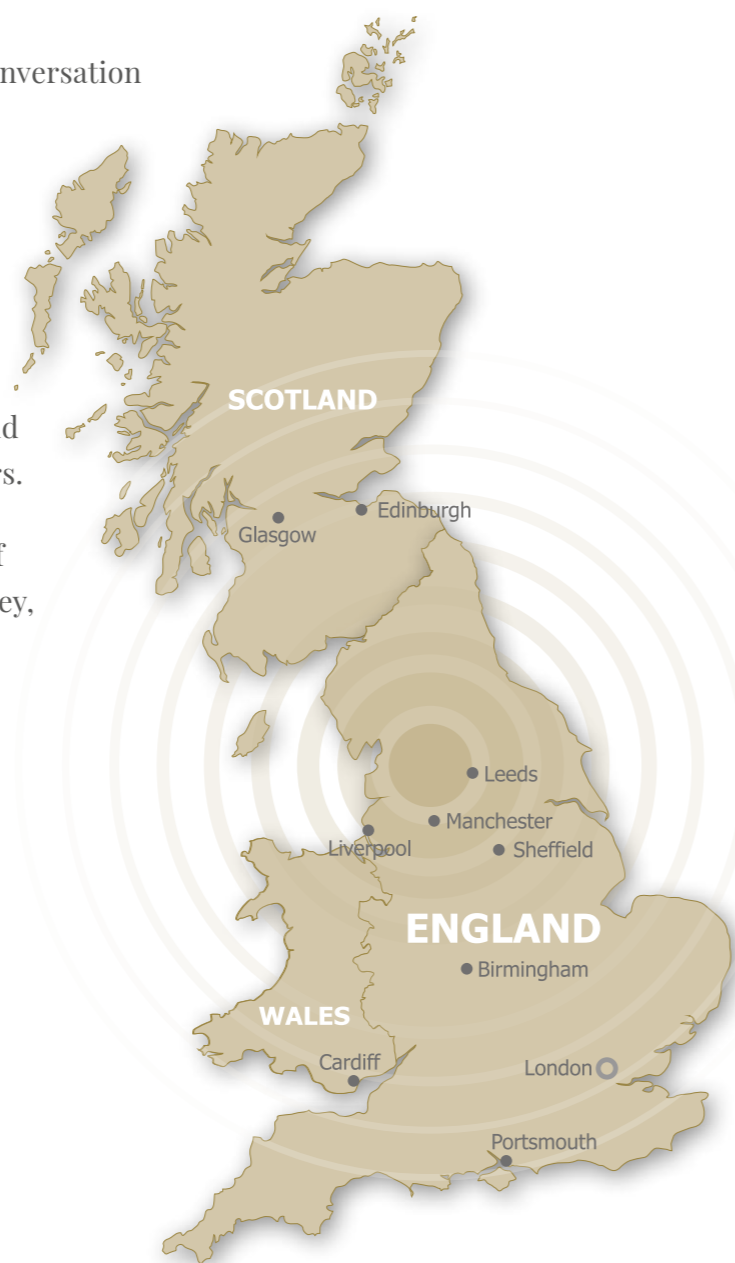 nversation
SCOTLAND
d
rs.
Edinburgh
Glasgow
f
ey,
Leeds
Manchester
Liverpool
Sheffield
ENGLAND
Birmingham
WALES
Cardiff
London
Portsmouth